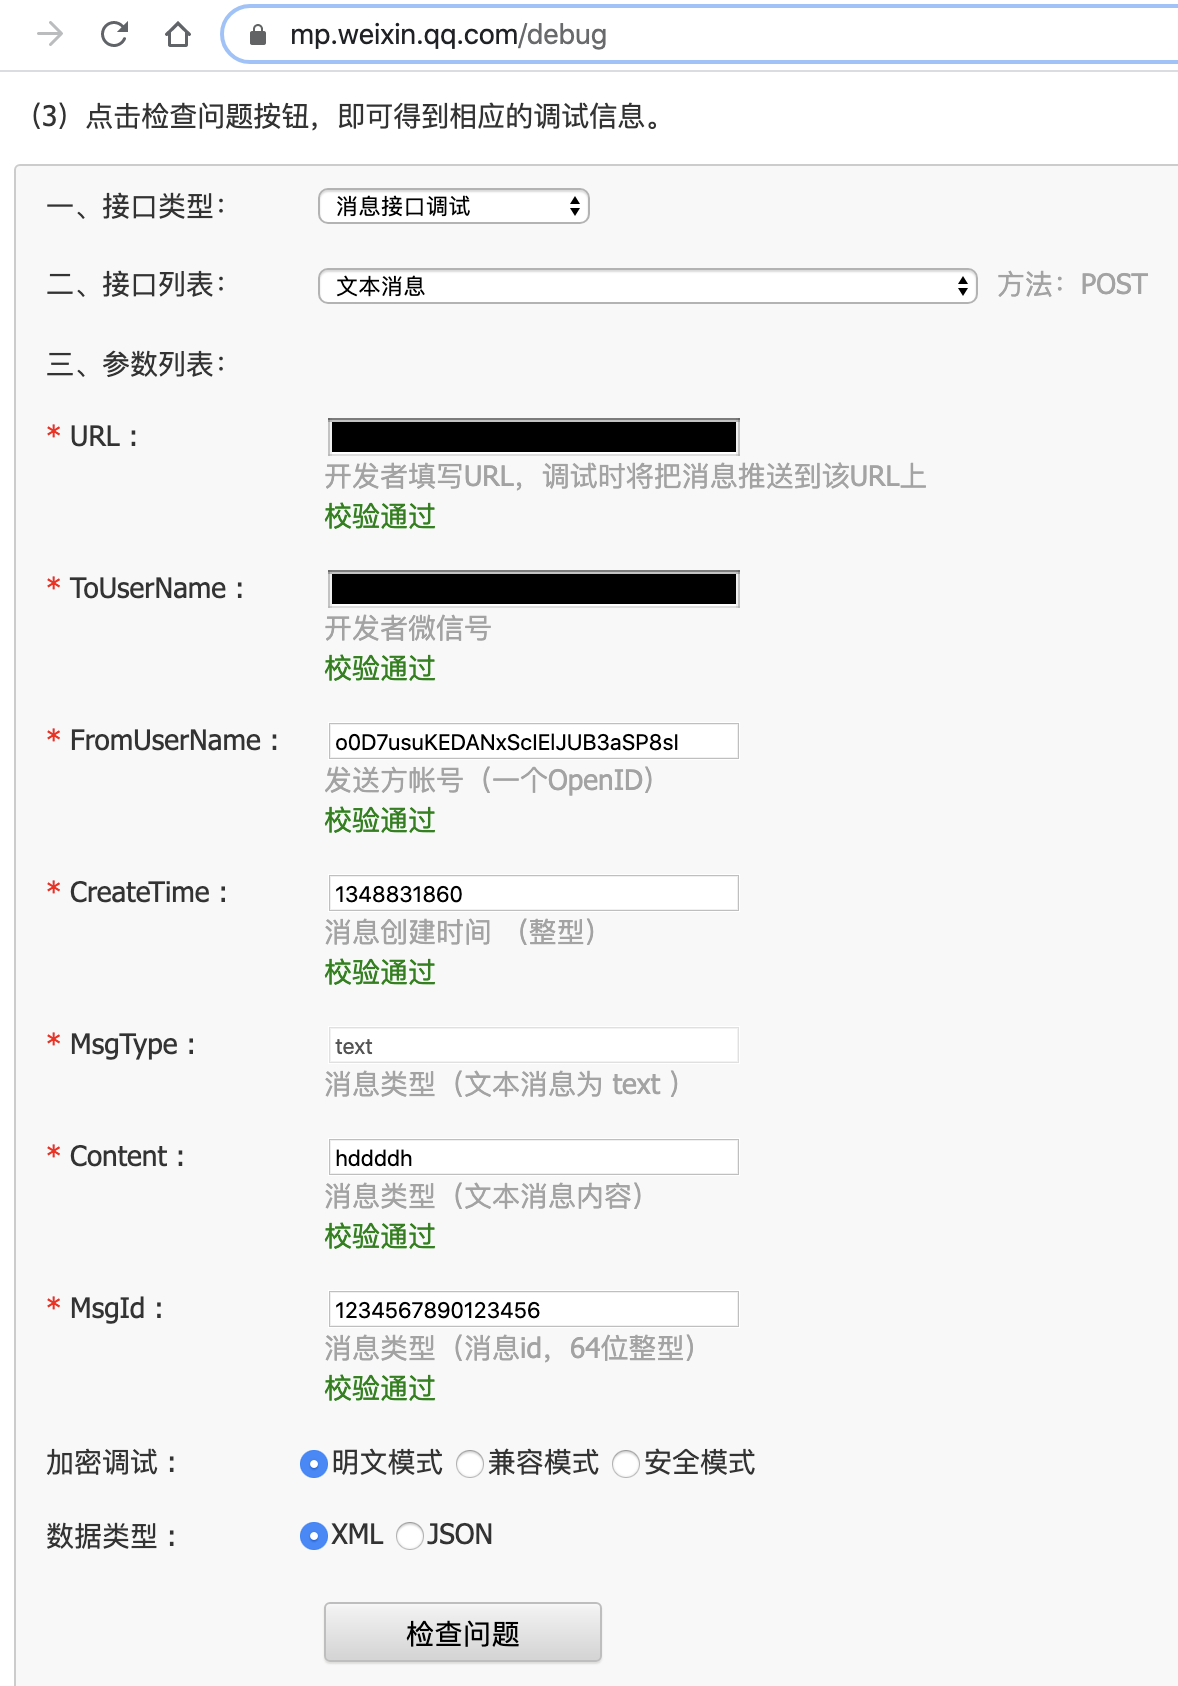 mp.weixin.qq.com/debug
（3）点击检查问题按钮，即可得到相应的调试信息。
一、接口类型： 消息接口调试
二、接口列表： 文本消息 方法：POST
三、参数列表：
* URL :
开发者填写URL，调试时将把消息推送到该URL上
校验通过
* ToUserName :
开发者微信号
校验通过
* FromUserName : o0D7usuKEDANxScIElJUB3aSP8sI
发送方帐号（一个OpenID）
校验通过
* CreateTime : 1348831860
消息创建时间 （整型）
校验通过
* MsgType : text
消息类型（文本消息为 text ）
* Content : hddddh
消息类型（文本消息内容）
校验通过
* MsgId : 1234567890123456
消息类型（消息id，64位整型）
校验通过
加密调试： 明文模式 兼容模式 安全模式
数据类型： XML JSON
检查问题